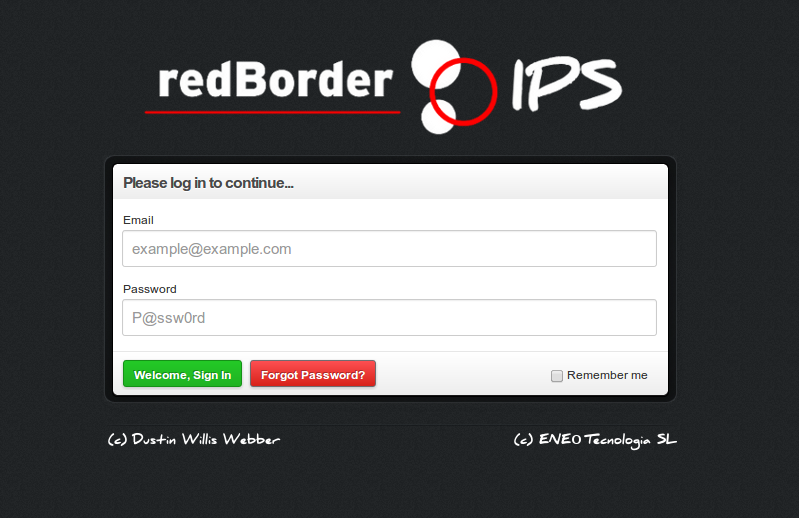 redBorder IPS
Please log in to continue...
Email
example@example.com
Password
P@ssw0rd
Welcome, Sign In Forgot Password? Remember me
(c) Dustin Willis Webber (c) ENEO Tecnologia SL